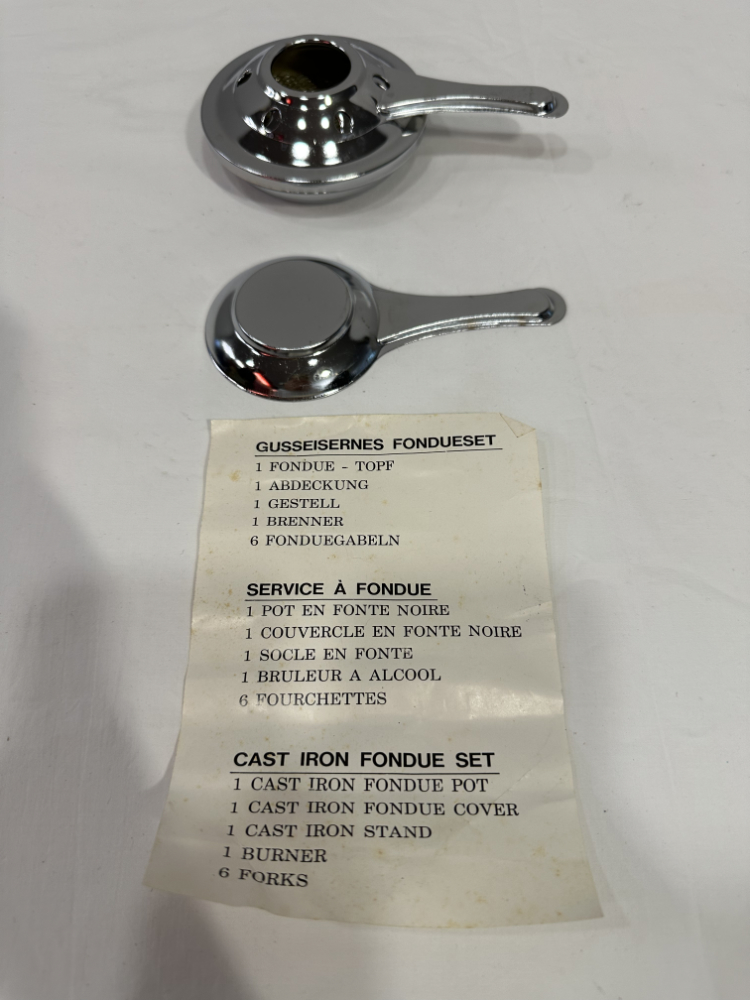 GUSSEISERNES FONDUESET
1 FONDUE - TOPF
1 ABDECKUNG
1 GESTELL
1 BRENNER
6 FONDUEGABELN
SERVICE À FONDUE
1 POT EN FONTE NOIRE
1 COUVERCLE EN FONTE NOIRE
1 SOCLE EN FONTE
1 BRULEUR A ALCOOL
6 FOURCHETTES
CAST IRON FONDUE SET
1 CAST IRON FONDUE POT
1 CAST IRON FONDUE COVER
1 CAST IRON STAND
1 BURNER
6 FORKS